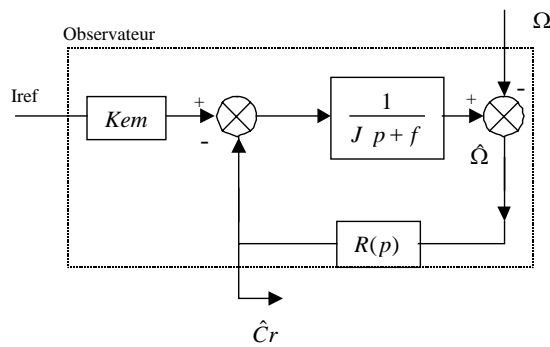 Ω
Observateur
Iref
Kem
+
-
1
J p + f
+
-
Ω̂
R(p)
Ĉr